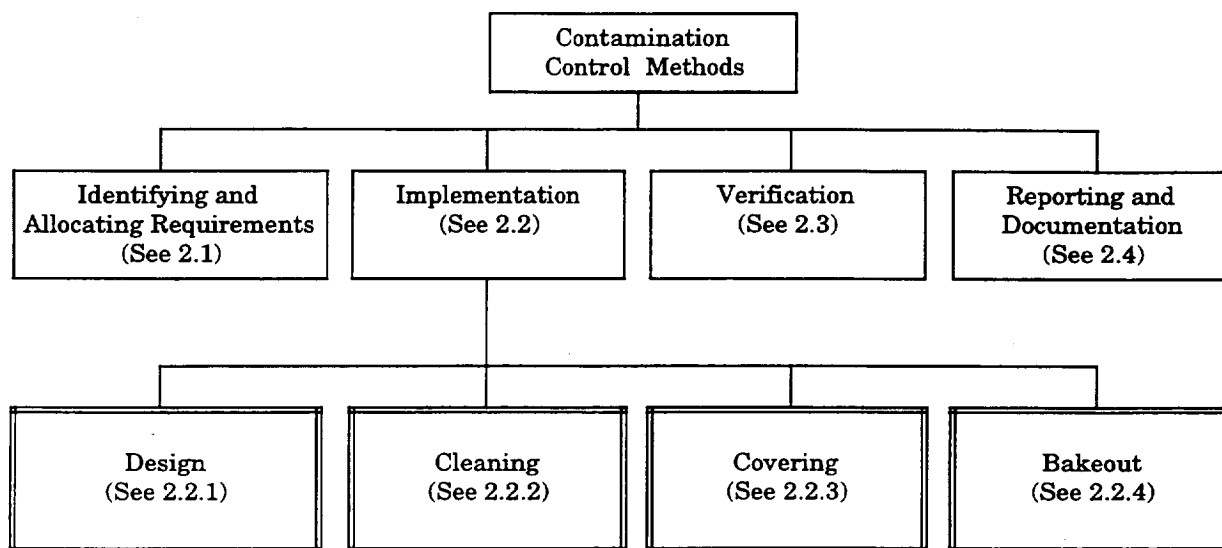 Contamination
Control Methods
Identifying and
Allocating Requirements
(See 2.1)
Implementation
(See 2.2)
Verification
(See 2.3)
Reporting and
Documentation
(See 2.4)
Design
(See 2.2.1)
Cleaning
(See 2.2.2)
Covering
(See 2.2.3)
Bakeout
(See 2.2.4)